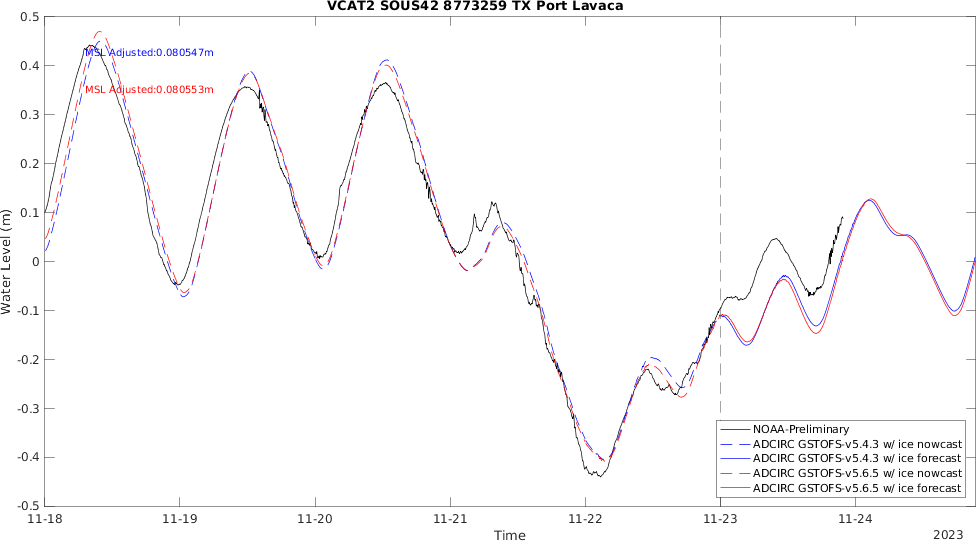 VCAT2 SOUS42 8773259 TX Port Lavaca
0.5
MSL Adjusted:0.080547m
0.4
MSL Adjusted:0.080553m
0.3
0.2
0.1
Water Level (m)
0
-0.1
-0.2
-0.3
-0.4
-0.5
NOAA-Preliminary
ADCIRC GSTOFS-v5.4.3 w/ ice nowcast
ADCIRC GSTOFS-v5.4.3 w/ ice forecast
ADCIRC GSTOFS-v5.6.5 w/ ice nowcast
ADCIRC GSTOFS-v5.6.5 w/ ice forecast
11-18 11-19 11-20 11-21 11-22 11-23 11-24
Time
2023